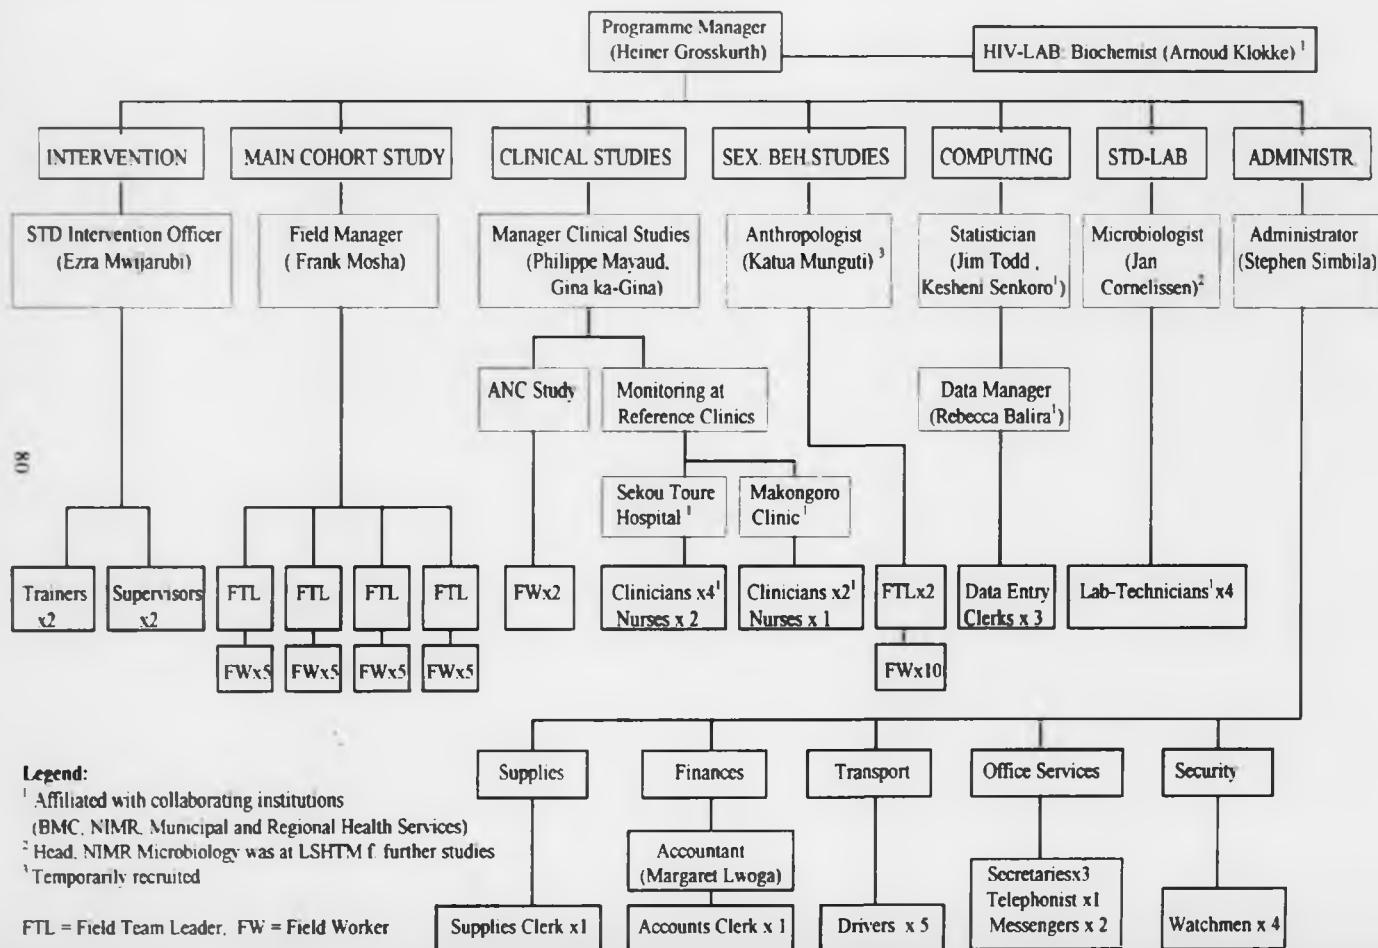 Programme Manager
(Heiner Grosskurth)
HIV-LAB: Biochemist (Arnoud Klokke) ¹
INTERVENTION
MAIN COHORT STUDY
CLINICAL STUDIES
SEX. BEH.STUDIES
COMPUTING
STD-LAB
ADMINISTR.
STD Intervention Officer
(Ezra Mwijarubi)
Field Manager
( Frank Mosha)
Manager Clinical Studies
(Philippe Mayaud,
Gina ka-Gina)
Anthropologist
(Katua Munguti) ³
Statistician
(Jim Todd ,
Kesheni Senkoro¹)
Microbiologist
(Jan
Cornelissen)²
Administrator
(Stephen Simbila)
ANC Study
Monitoring at
Reference Clinics
Data Manager
(Rebecca Balira¹)
80
Sekou Toure
Hospital ¹
Makongoro
Clinic ¹
Trainers
x2
Supervisors
x2
FTL
FTL
FTL
FTL
FWx2
Clinicians x4¹
Nurses x 2
Clinicians x2¹
Nurses x 1
FTLx2
Data Entry
Clerks x 3
Lab-Technicians¹ x4
FWx5
FWx5
FWx5
FWx5
FWx10
Supplies
Finances
Transport
Office Services
Security
Accountant
(Margaret Lwoga)
Supplies Clerk x1
Accounts Clerk x 1
Drivers x 5
Secretariesx3
Telephonist x1
Messengers x 2
Watchmen x 4
Legend:
¹ Affiliated with collaborating institutions
(BMC, NIMR, Municipal and Regional Health Services)
² Head, NIMR Microbiology was at LSHTM f. further studies
³ Temporarily recruited
FTL = Field Team Leader, FW = Field Worker